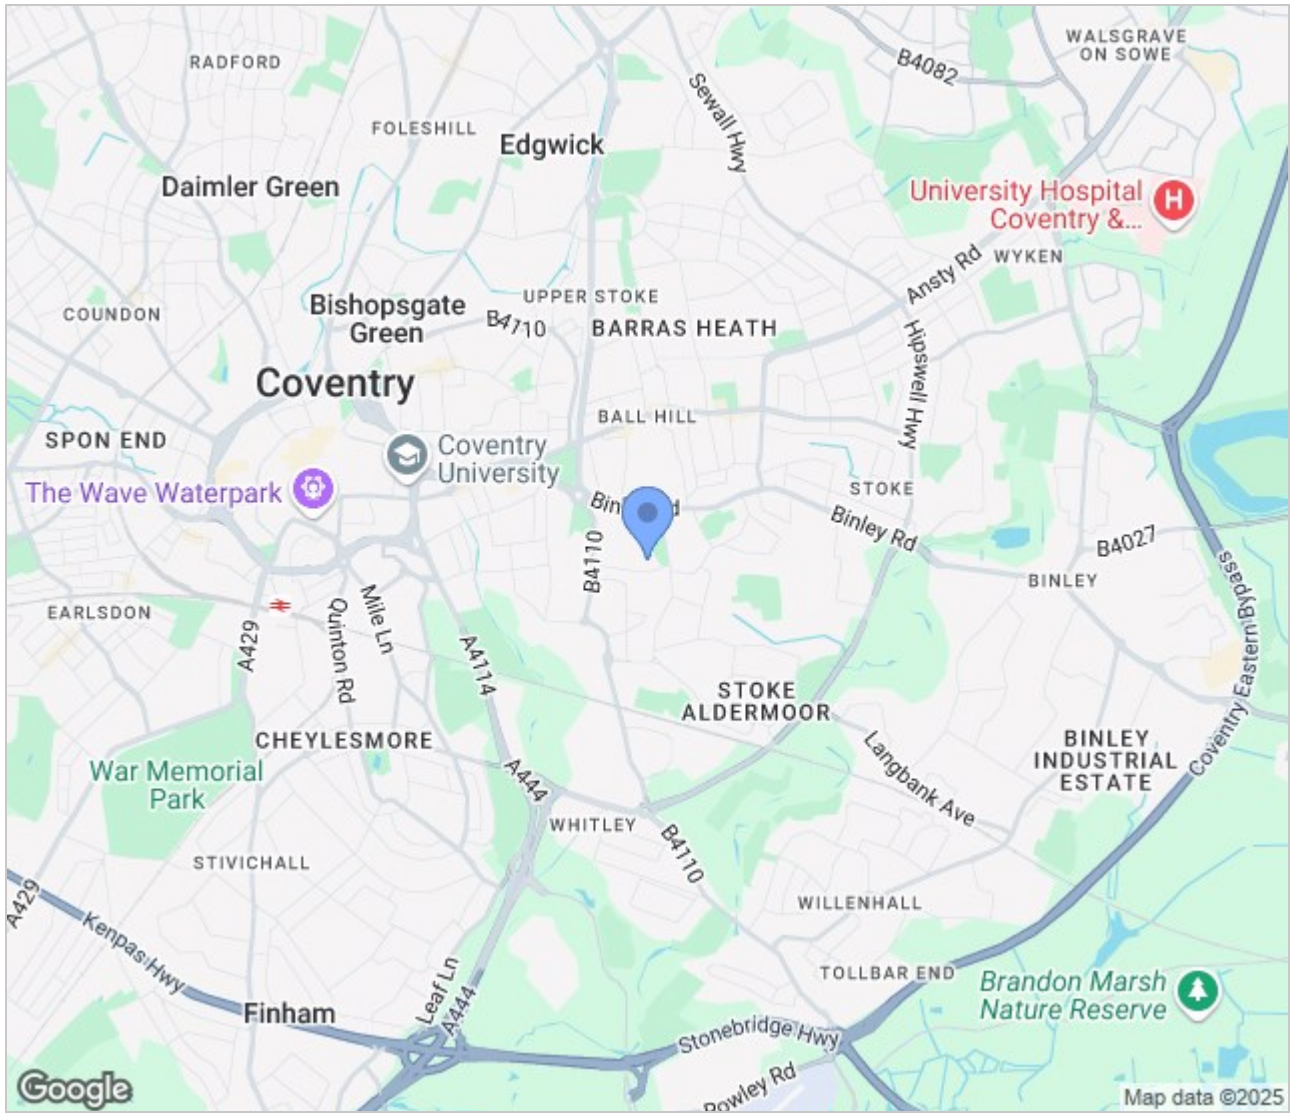 WALSGRAVE
ON SOWE
RADFORD
B4082
Sewall Hwy
FOLESHILL
Edgwick
Daimler Green
University Hospital
Coventry &...
Ansty Rd
WYKEN
UPPER STOKE
Bishopsgate
Green
B4110
BARRAS HEATH
COUNDON
Hipswell Hwy
Coventry
BALL HILL
SPON END
Coventry
University
The Wave Waterpark
STOKE
Binley Rd
B4027
B4110
BINLEY
Coventry Eastern Bypass
EARLSDON
Mile Ln
Quinton Rd
A429
A4114
STOKE
ALDERMOOR
CHEYLESMORE
BINLEY
INDUSTRIAL
ESTATE
Langbank Ave
War Memorial
Park
A444
WHITLEY
B4110
STIVICHALL
A429
WILLENHALL
Kenpas Hwy
Leaf Ln
A444
TOLLBAR END
Brandon Marsh
Nature Reserve
Finham
Stonebridge Hwy
Rowley Rd
Google
Map data ©2025